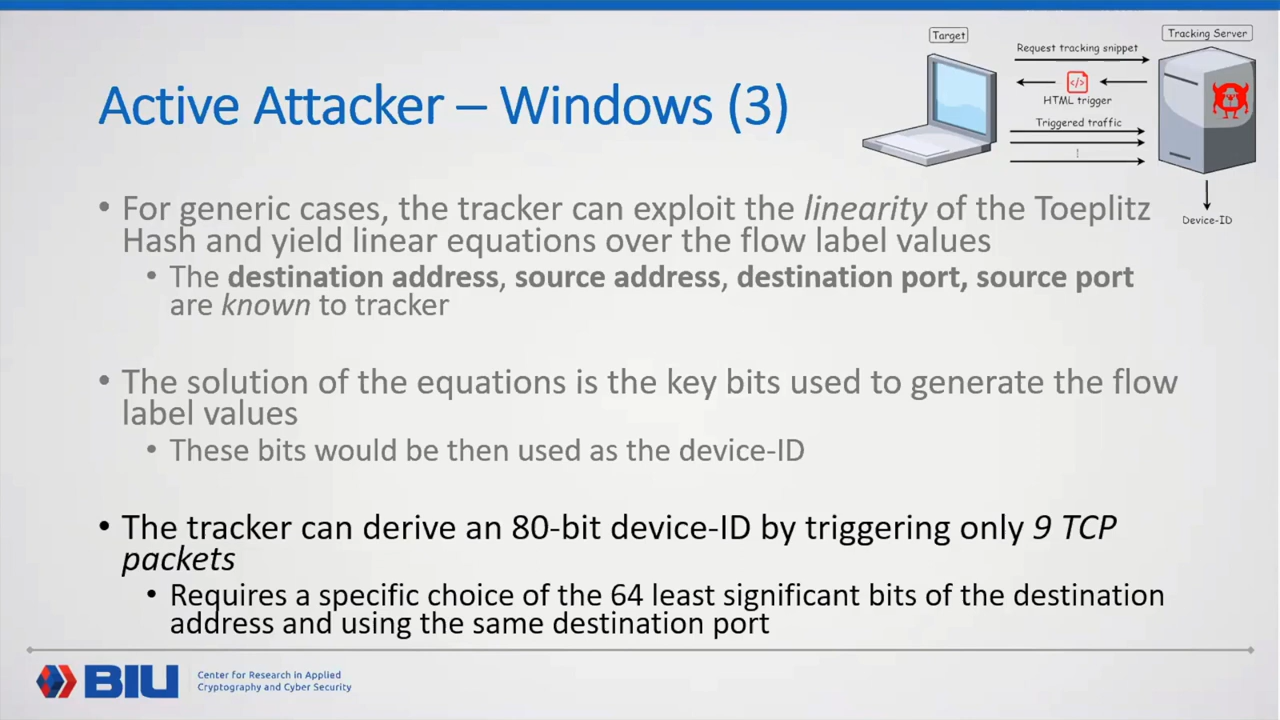 Target
Tracking Server
Request tracking snippet
</>
HTML trigger
Triggered traffic
Device-ID
Active Attacker – Windows (3)
• For generic cases, the tracker can exploit the linearity of the Toeplitz
Hash and yield linear equations over the flow label values
• The destination address, source address, destination port, source port
are known to tracker
• The solution of the equations is the key bits used to generate the flow
label values
• These bits would be then used as the device-ID
• The tracker can derive an 80-bit device-ID by triggering only 9 TCP
packets
• Requires a specific choice of the 64 least significant bits of the destination
address and using the same destination port
BIU
Center for Research in Applied
Cryptography and Cyber Security